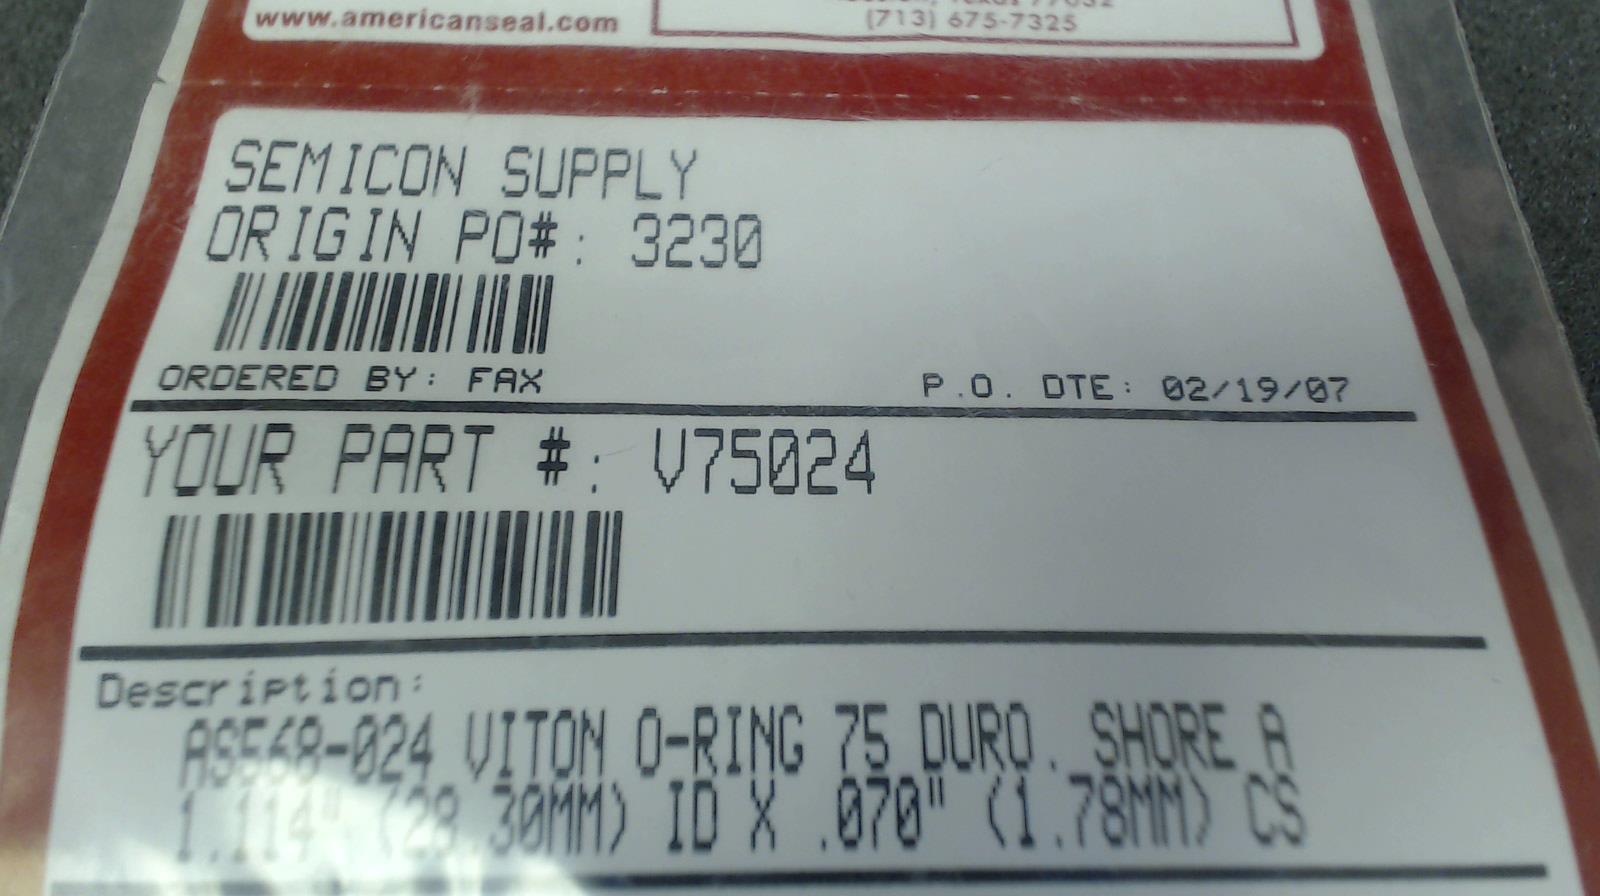 www.americanseal.com
Texas 77032
(713) 675-7325
SEMICON SUPPLY
ORIGIN PO#: 3230
ORDERED BY: FAX
P.O. DTE: 02/19/07
YOUR PART #: V75024
Description:
AS568-024 VITON O-RING 75 DURO. SHORE A
1.114" (28.30MM) ID X .070" (1.78MM) CS